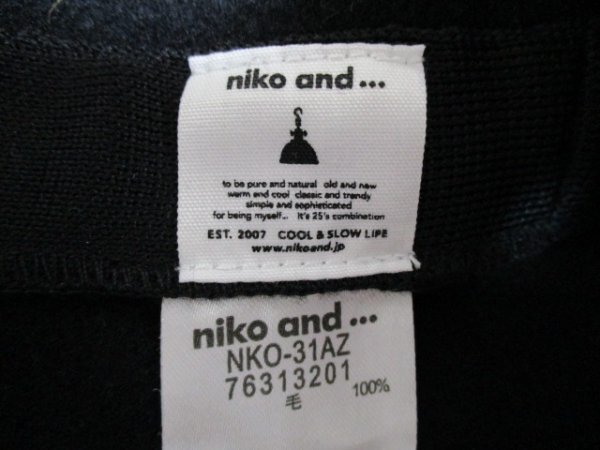 niko and...
to be pure and natural old and new
warm and cool classic and trendy
simple and sophisticated
for being myself... It's 25's combination
EST. 2007 COOL & SLOW LIFE
www.nikoand.jp
niko and...
NKO-31AZ
76313201
毛 100%